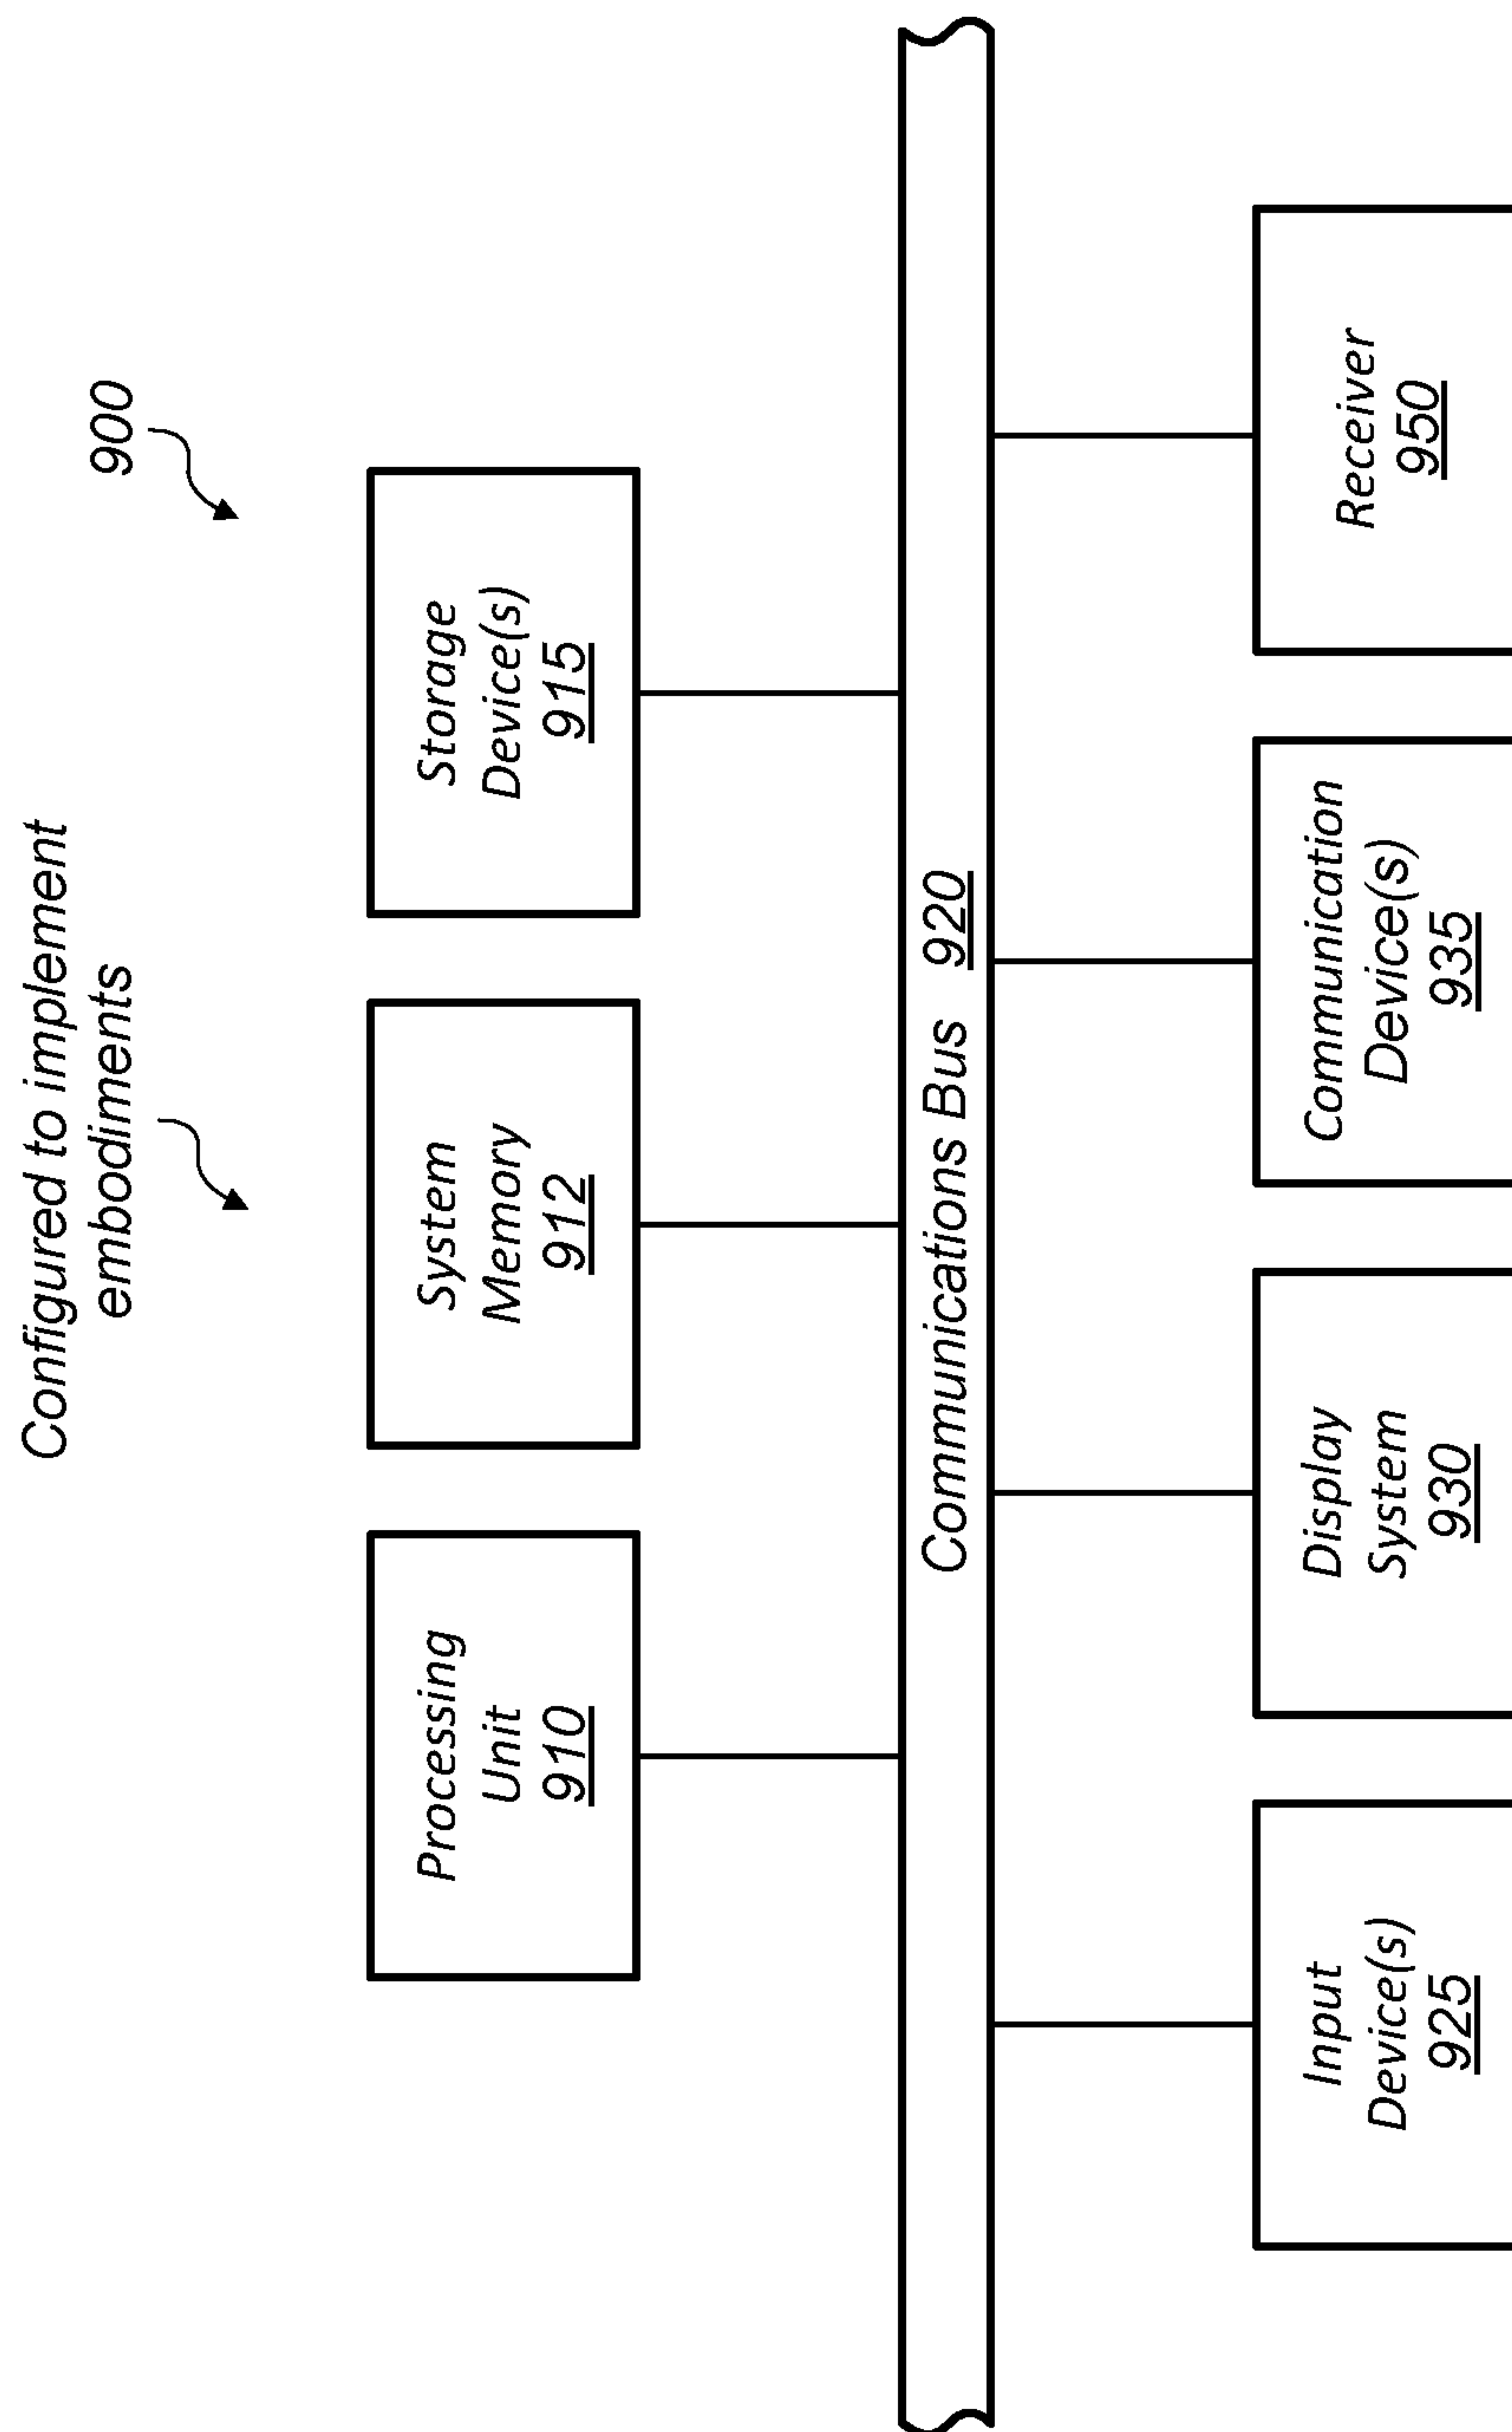 Configured to implement
embodiments
900
Processing
Unit
910
System
Memory
912
Storage
Device(s)
915
Communications Bus 920
Input
Device(s)
925
Display
System
930
Communication
Device(s)
935
Receiver
950